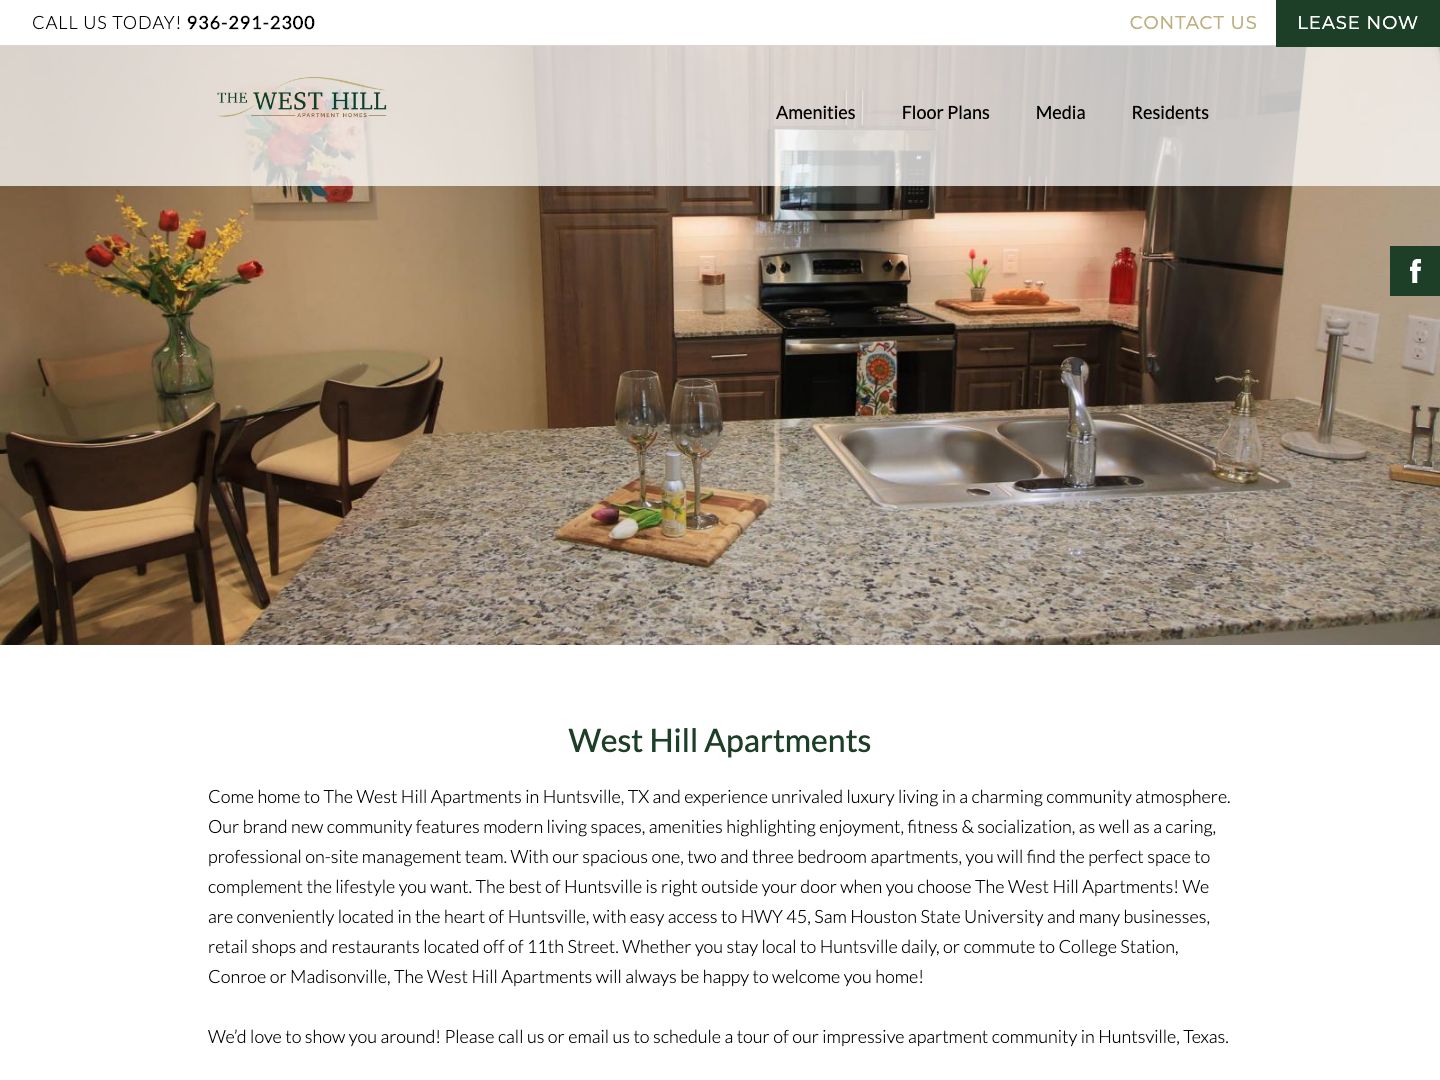 CALL US TODAY! 936-291-2300
CONTACT US
LEASE NOW
THE WEST HILL
APARTMENT HOMES
Amenities
Floor Plans
Media
Residents
f
West Hill Apartments
Come home to The West Hill Apartments in Huntsville, TX and experience unrivaled luxury living in a charming community atmosphere.
Our brand new community features modern living spaces, amenities highlighting enjoyment, fitness & socialization, as well as a caring,
professional on-site management team. With our spacious one, two and three bedroom apartments, you will find the perfect space to
complement the lifestyle you want. The best of Huntsville is right outside your door when you choose The West Hill Apartments! We
are conveniently located in the heart of Huntsville, with easy access to HWY 45, Sam Houston State University and many businesses,
retail shops and restaurants located off of 11th Street. Whether you stay local to Huntsville daily, or commute to College Station,
Conroe or Madisonville, The West Hill Apartments will always be happy to welcome you home!
We’d love to show you around! Please call us or email us to schedule a tour of our impressive apartment community in Huntsville, Texas.